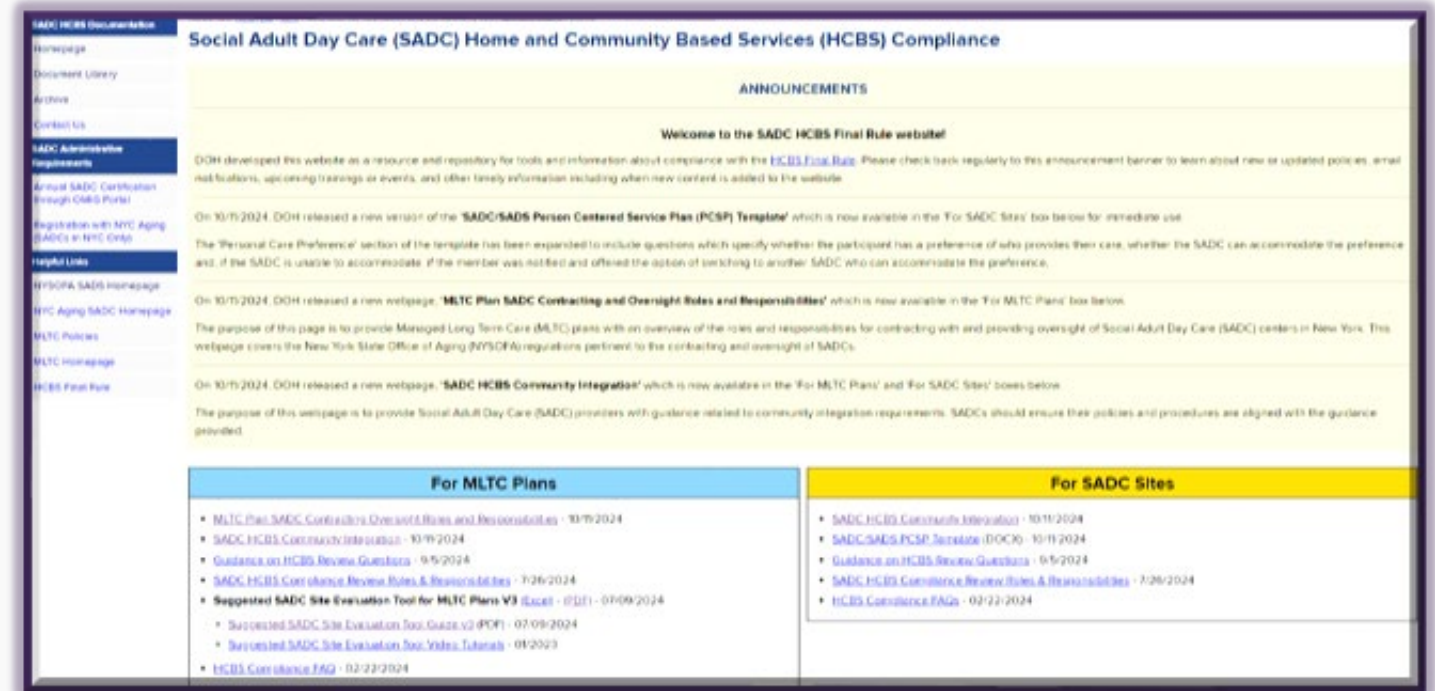 SADC HCBS Documentation
Homepage
Document Library
Archive
Contact Us
SADC Administrative
Requirements
Annual SADC Certification
through OMIG Portal
Registration with NYC Aging
(SADCs in NYC Only)
Helpful Links
NYSOFA SADS Homepage
NYC Aging SADC Homepage
MLTC Policies
MLTC Homepage
HCBS Final Rule
Social Adult Day Care (SADC) Home and Community Based Services (HCBS) Compliance
ANNOUNCEMENTS
Welcome to the SADC HCBS Final Rule website!
DOH developed this website as a resource and repository for tools and information about compliance with the HCBS Final Rule. Please check back regularly to this announcement banner to learn about new or updated policies, email
notifications, upcoming trainings or events, and other timely information including when new content is added to the website.
On 10/11/2024, DOH released a new version of the 'SADC/SADS Person Centered Service Plan (PCSP) Template' which is now available in the 'For SADC Sites' box below for immediate use.
The 'Personal Care Preference' section of the template has been expanded to include questions which specify whether the participant has a preference of who provides their care, whether the SADC can accommodate the preference
and, if the SADC is unable to accommodate, if the member was notified and offered the option of switching to another SADC who can accommodate the preference.
On 10/11/2024, DOH released a new webpage, 'MLTC Plan SADC Contracting and Oversight Roles and Responsibilities' which is now available in the 'For MLTC Plans' box below.
The purpose of this page is to provide Managed Long Term Care (MLTC) plans with an overview of the roles and responsibilities for contracting with and providing oversight of Social Adult Day Care (SADC) centers in New York. This
webpage covers the New York State Office of Aging (NYSOFA) regulations pertinent to the contracting and oversight of SADCs.
On 10/11/2024, DOH released a new webpage, 'SADC HCBS Community Integration' which is now available in the 'For MLTC Plans' and 'For SADC Sites' boxes below.
The purpose of this webpage is to provide Social Adult Day Care (SADC) providers with guidance related to community integration requirements. SADCs should ensure their policies and procedures are aligned with the guidance
provided.
For MLTC Plans
• MLTC Plan SADC Contracting Oversight Roles and Responsibilities - 10/11/2024
• SADC HCBS Community Integration - 10/11/2024
• Guidance on HCBS Review Questions - 9/5/2024
• SADC HCBS Compliance Review Roles & Responsibilities - 7/26/2024
• Suggested SADC Site Evaluation Tool for MLTC Plans V3 (Excel) - (PDF) - 07/09/2024
• Suggested SADC Site Evaluation Tool Guide v3 (PDF) - 07/09/2024
• Suggested SADC Site Evaluation Tool Video Tutorials - 01/2023
• HCBS Compliance FAQ - 02/22/2024
For SADC Sites
• SADC HCBS Community Integration - 10/11/2024
• SADC/SADS PCSP Template (DOCX) - 10/11/2024
• Guidance on HCBS Review Questions - 9/5/2024
• SADC HCBS Compliance Review Roles & Responsibilities - 7/26/2024
• HCBS Compliance FAQs - 02/22/2024